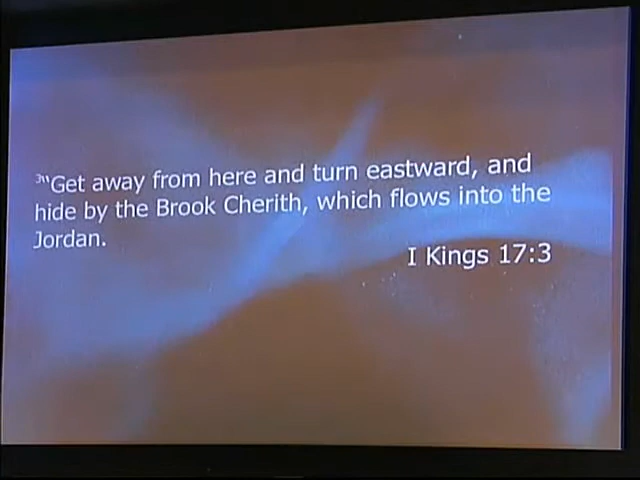 ³"Get away from here and turn eastward, and
hide by the Brook Cherith, which flows into the
Jordan.
I Kings 17:3